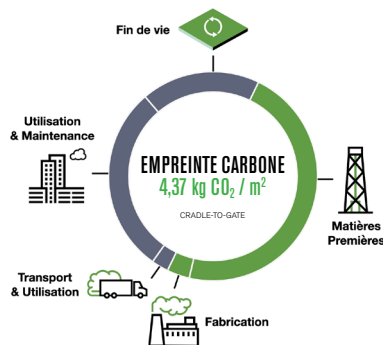 Fin de vie
Utilisation
& Maintenance
EMPREINTE CARBONE
4,37 kg CO₂ / m²
CRADLE-TO-GATE
Matières
Premières
Transport
& Utilisation
Fabrication